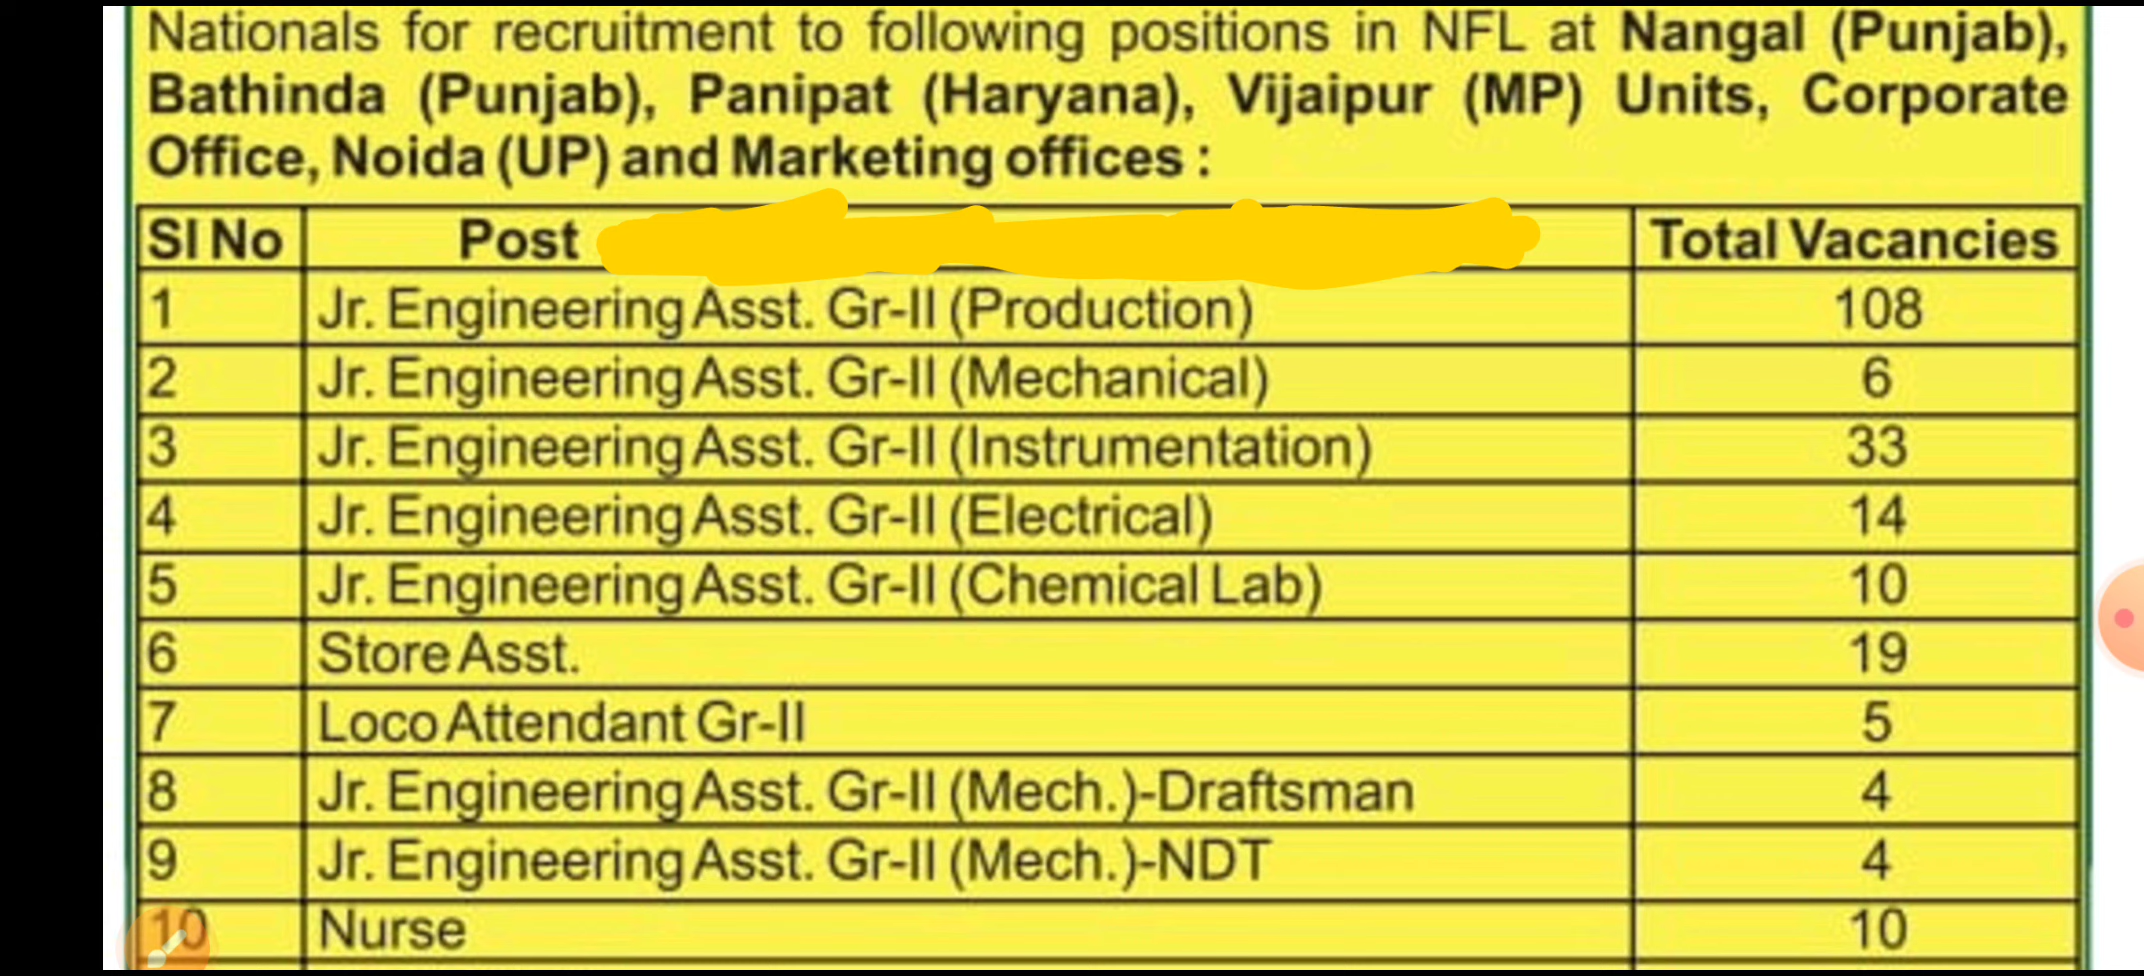 Nationals for recruitment to following positions in NFL at Nangal (Punjab),
Bathinda (Punjab), Panipat (Haryana), Vijaipur (MP) Units, Corporate
Office, Noida (UP) and Marketing offices :
Sl No Post Total Vacancies
1 Jr. Engineering Asst. Gr-II (Production) 108
2 Jr. Engineering Asst. Gr-II (Mechanical) 6
3 Jr. Engineering Asst. Gr-II (Instrumentation) 33
4 Jr. Engineering Asst. Gr-II (Electrical) 14
5 Jr. Engineering Asst. Gr-II (Chemical Lab) 10
6 Store Asst. 19
7 Loco Attendant Gr-II 5
8 Jr. Engineering Asst. Gr-II (Mech.)-Draftsman 4
9 Jr. Engineering Asst. Gr-II (Mech.)-NDT 4
10 Nurse 10